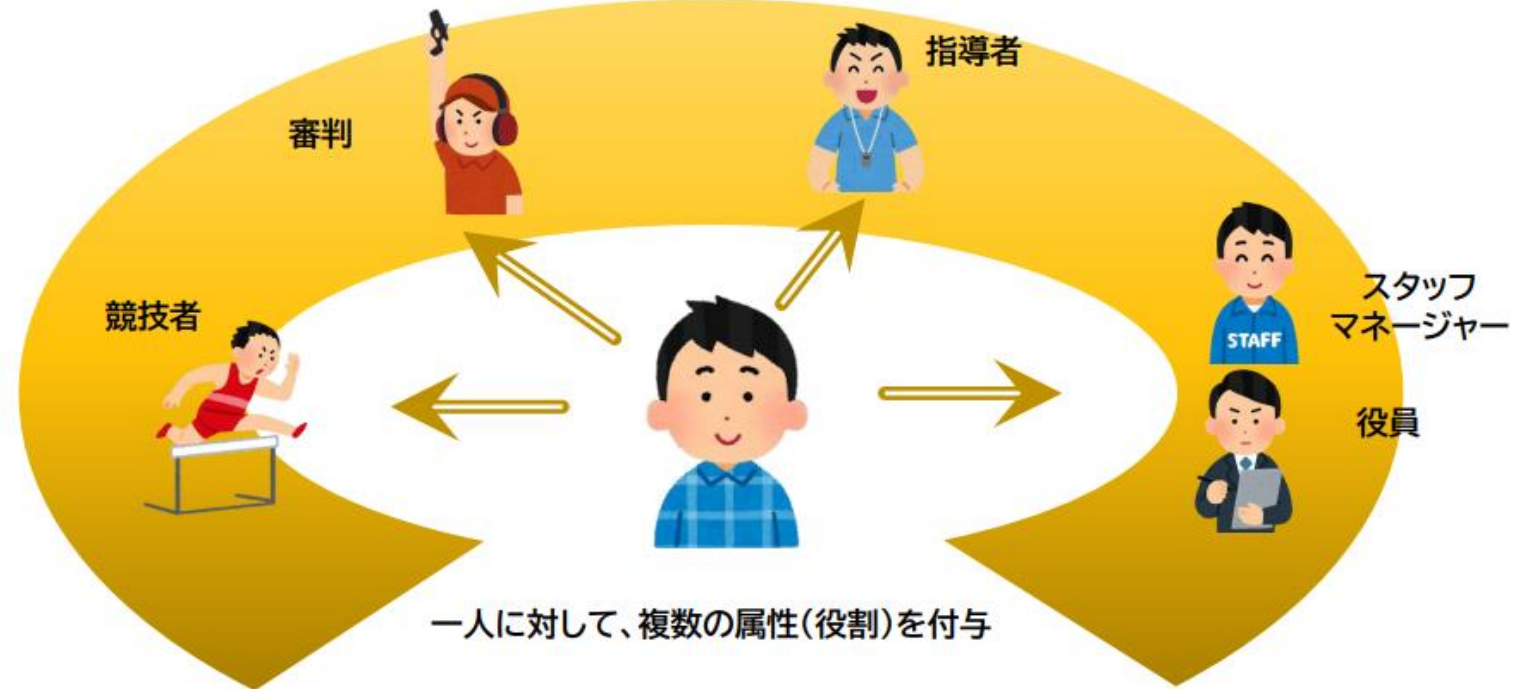 審判
指導者
競技者
スタッフ
マネージャー
STAFF
役員
一人に対して、複数の属性(役割)を付与